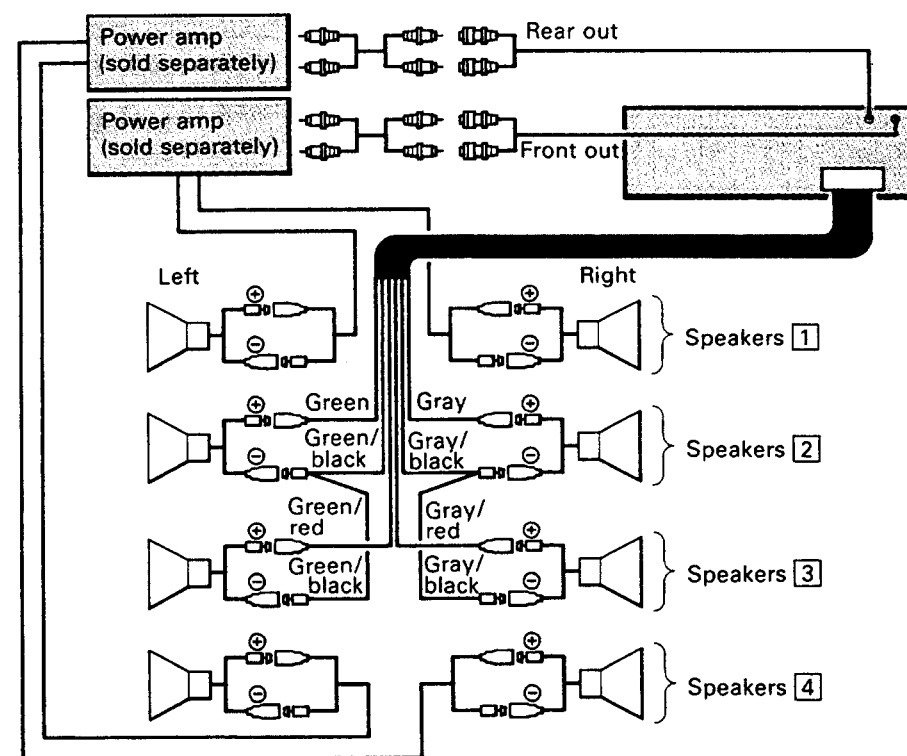 Power amp
(sold separately)
Rear out
Power amp
(sold separately)
Front out
Left
Right
⊕
⊕
Speakers 1
⊖
⊖
⊕
Green
Gray
⊕
Green/
black
Gray/
black
Speakers 2
⊖
⊖
Green/
red
Gray/
red
⊕
⊕
Green/
black
Gray/
black
Speakers 3
⊖
⊖
⊕
⊕
Speakers 4
⊖
⊖